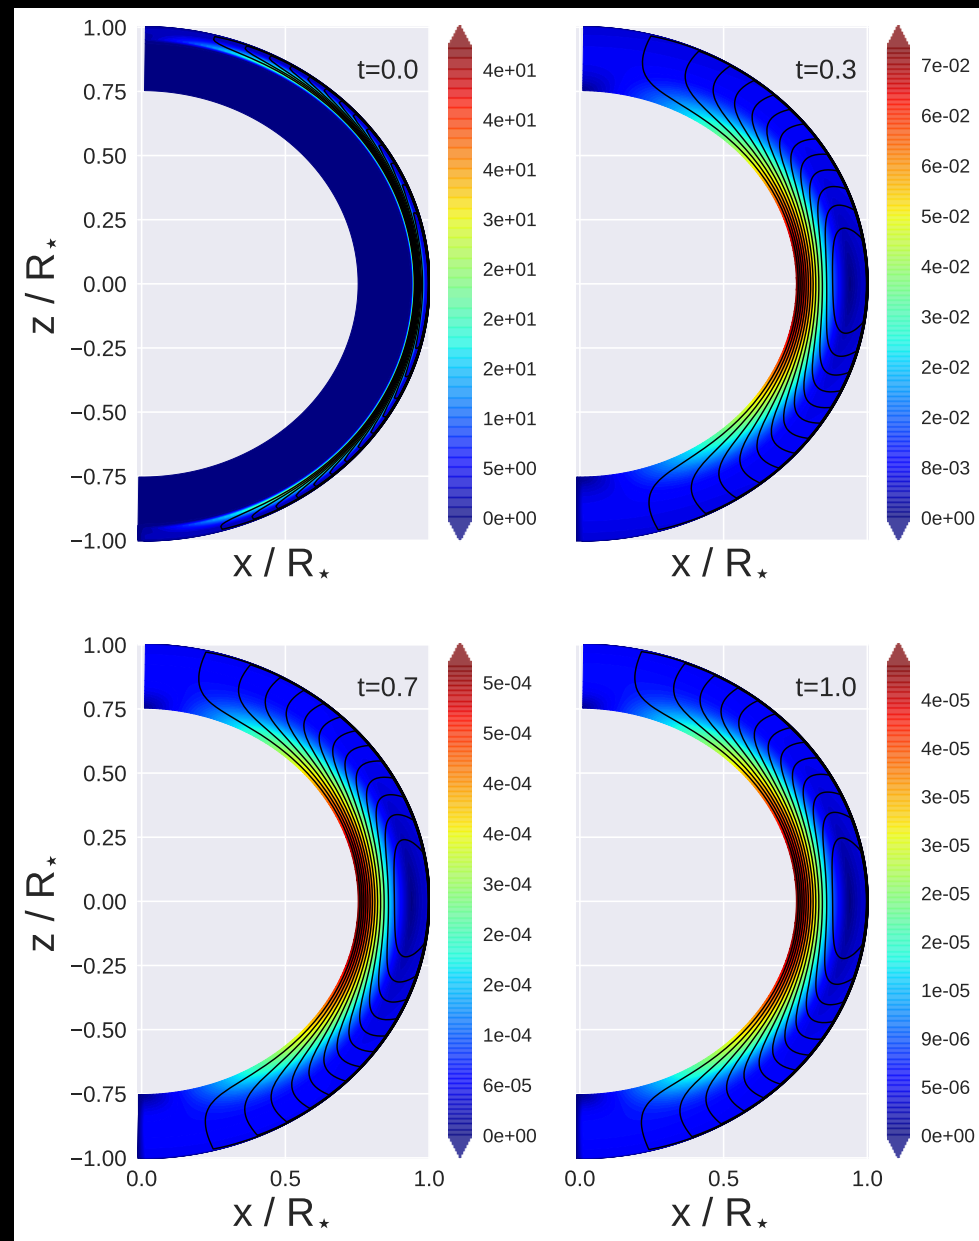 1.00
0.75
0.50
0.25
0.00
−0.25
−0.50
−0.75
−1.00
z / R⋆
t=0.0
x / R⋆
4e+01
4e+01
4e+01
3e+01
2e+01
2e+01
2e+01
1e+01
5e+00
0e+00
t=0.3
x / R⋆
7e-02
6e-02
6e-02
5e-02
4e-02
3e-02
2e-02
2e-02
8e-03
0e+00
1.00
0.75
0.50
0.25
0.00
−0.25
−0.50
−0.75
−1.00
z / R⋆
t=0.7
0.0 0.5 1.0
x / R⋆
5e-04
5e-04
4e-04
4e-04
3e-04
2e-04
2e-04
1e-04
6e-05
0e+00
t=1.0
0.0 0.5 1.0
x / R⋆
4e-05
4e-05
3e-05
3e-05
2e-05
2e-05
1e-05
9e-06
5e-06
0e+00